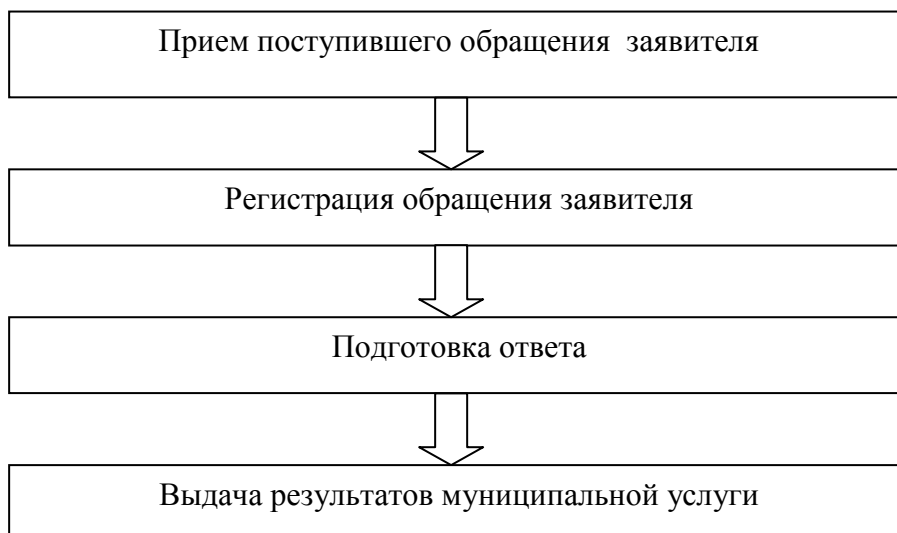 Прием поступившего обращения  заявителя
Регистрация обращения заявителя
Подготовка ответа
Выдача результатов муниципальной услуги